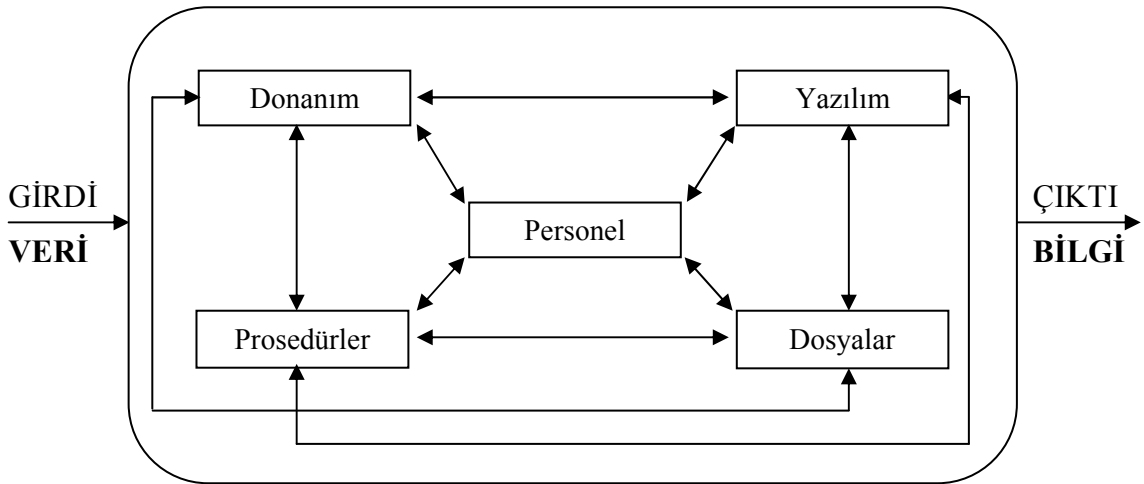 Donanım
Yazılım
GİRDİ
VERİ
Personel
ÇIKTI
BİLGİ
Prosedürler
Dosyalar